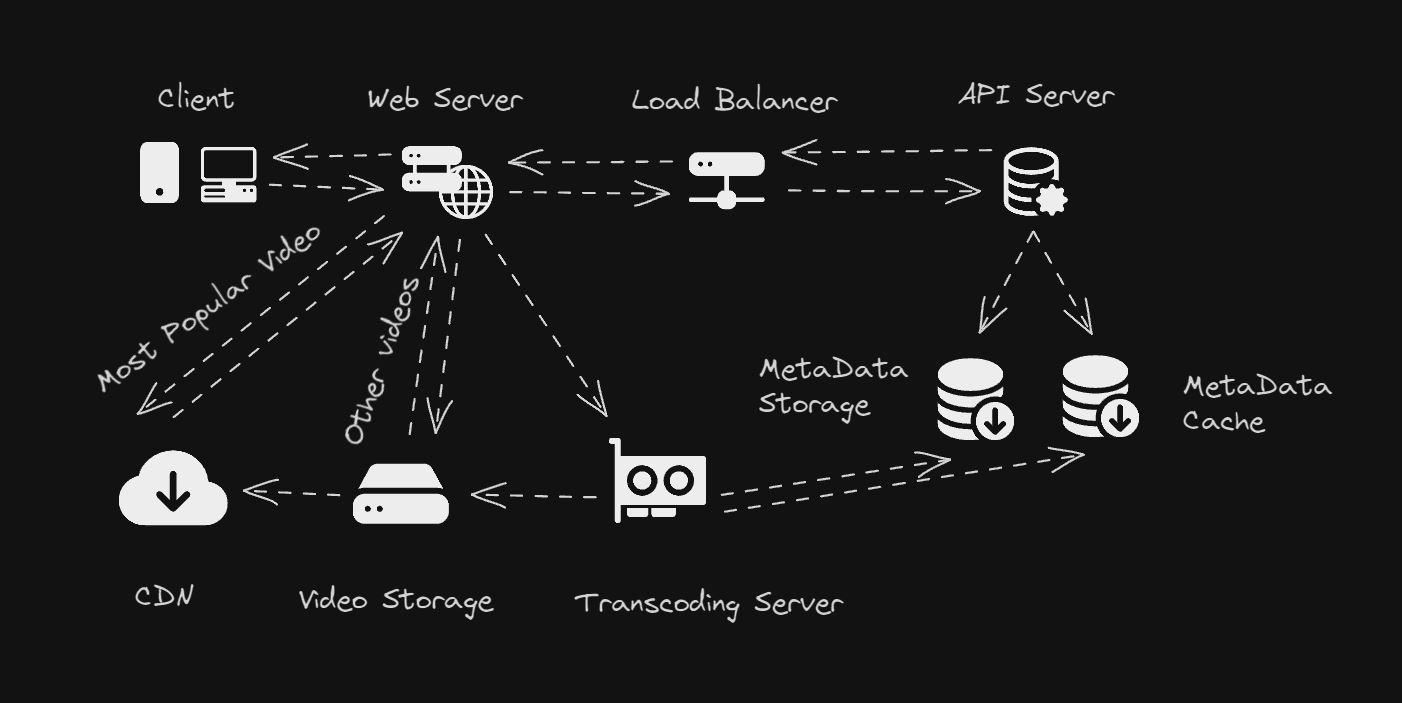 Client
Web Server
Load Balancer
API Server
Most Popular Video
Other videos
MetaData
Storage
MetaData
Cache
CDN
Video Storage
Transcoding Server